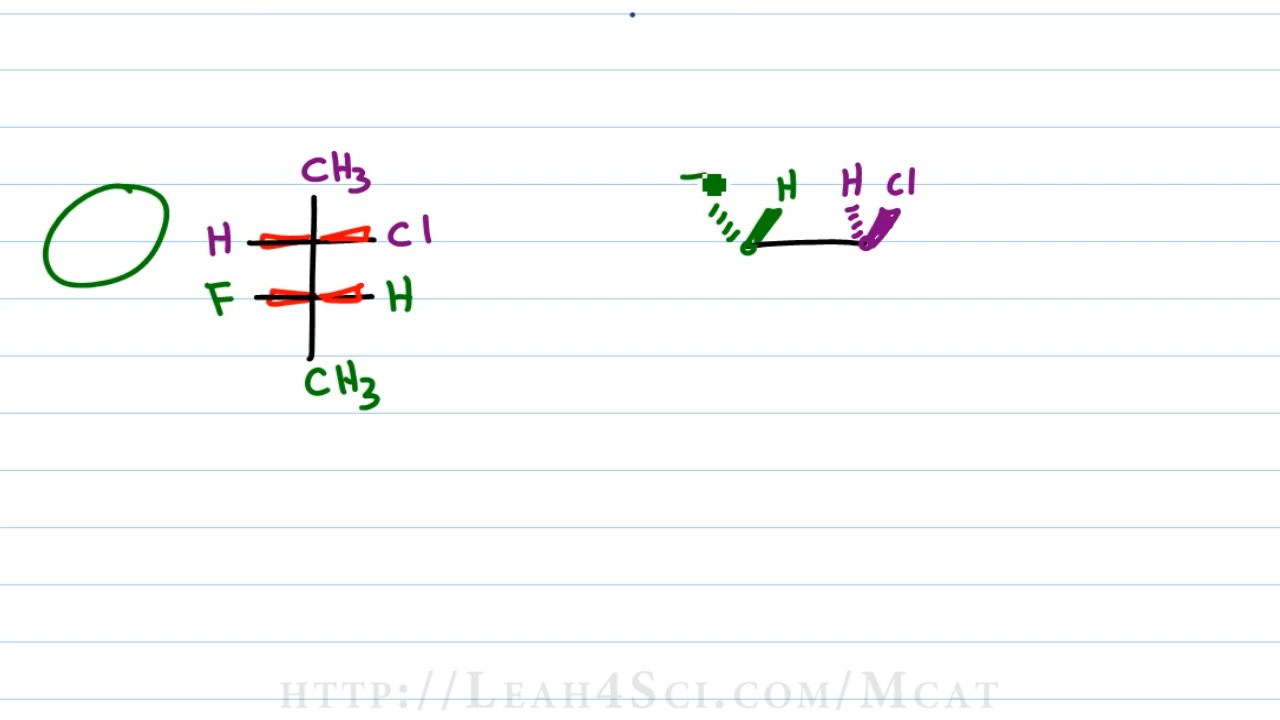 CH3
H Cl
F H
CH3
H H Cl
HTTP://LEAH4SCI.COM/MCAT